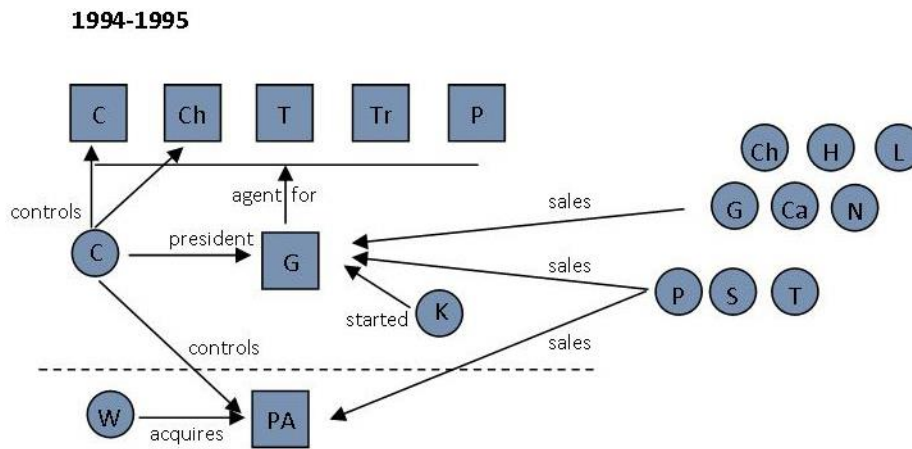 1994-1995
C Ch T Tr P
Ch H L
agent for
controls
sales
G Ca N
president
C
G
sales
P S T
started
K
controls
sales
W
acquires
PA